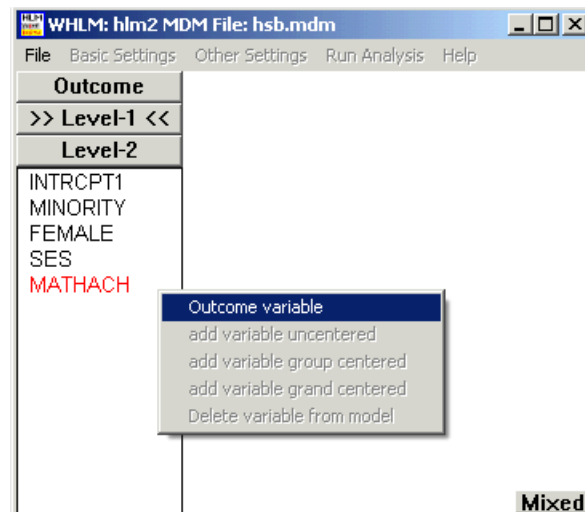 WHLM: hlm2 MDM File: hsb.mdm
File Basic Settings Other Settings Run Analysis Help
Outcome
>> Level-1 <<
Level-2
INTRCPT1
MINORITY
FEMALE
SES
MATHACH
Outcome variable
add variable uncentered
add variable group centered
add variable grand centered
Delete variable from model
Mixed